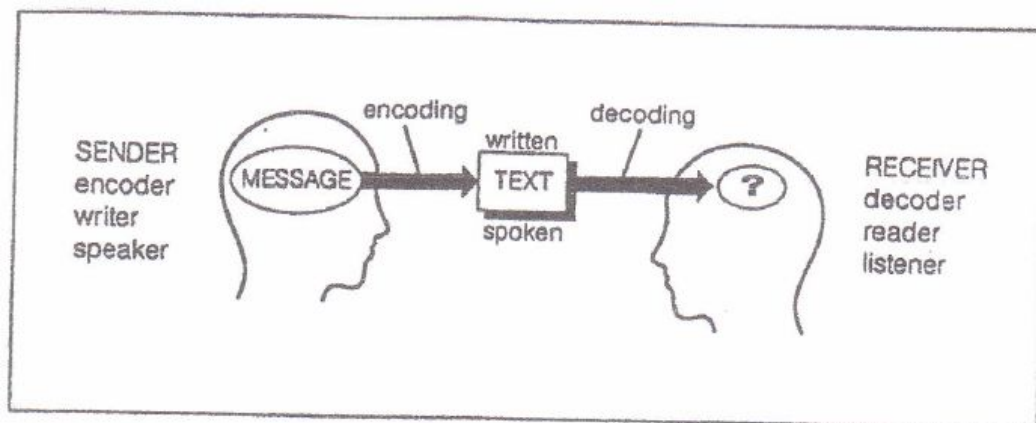 encoding
decoding
SENDER
encoder
writer
speaker
MESSAGE
written
TEXT
spoken
?
RECEIVER
decoder
reader
listener